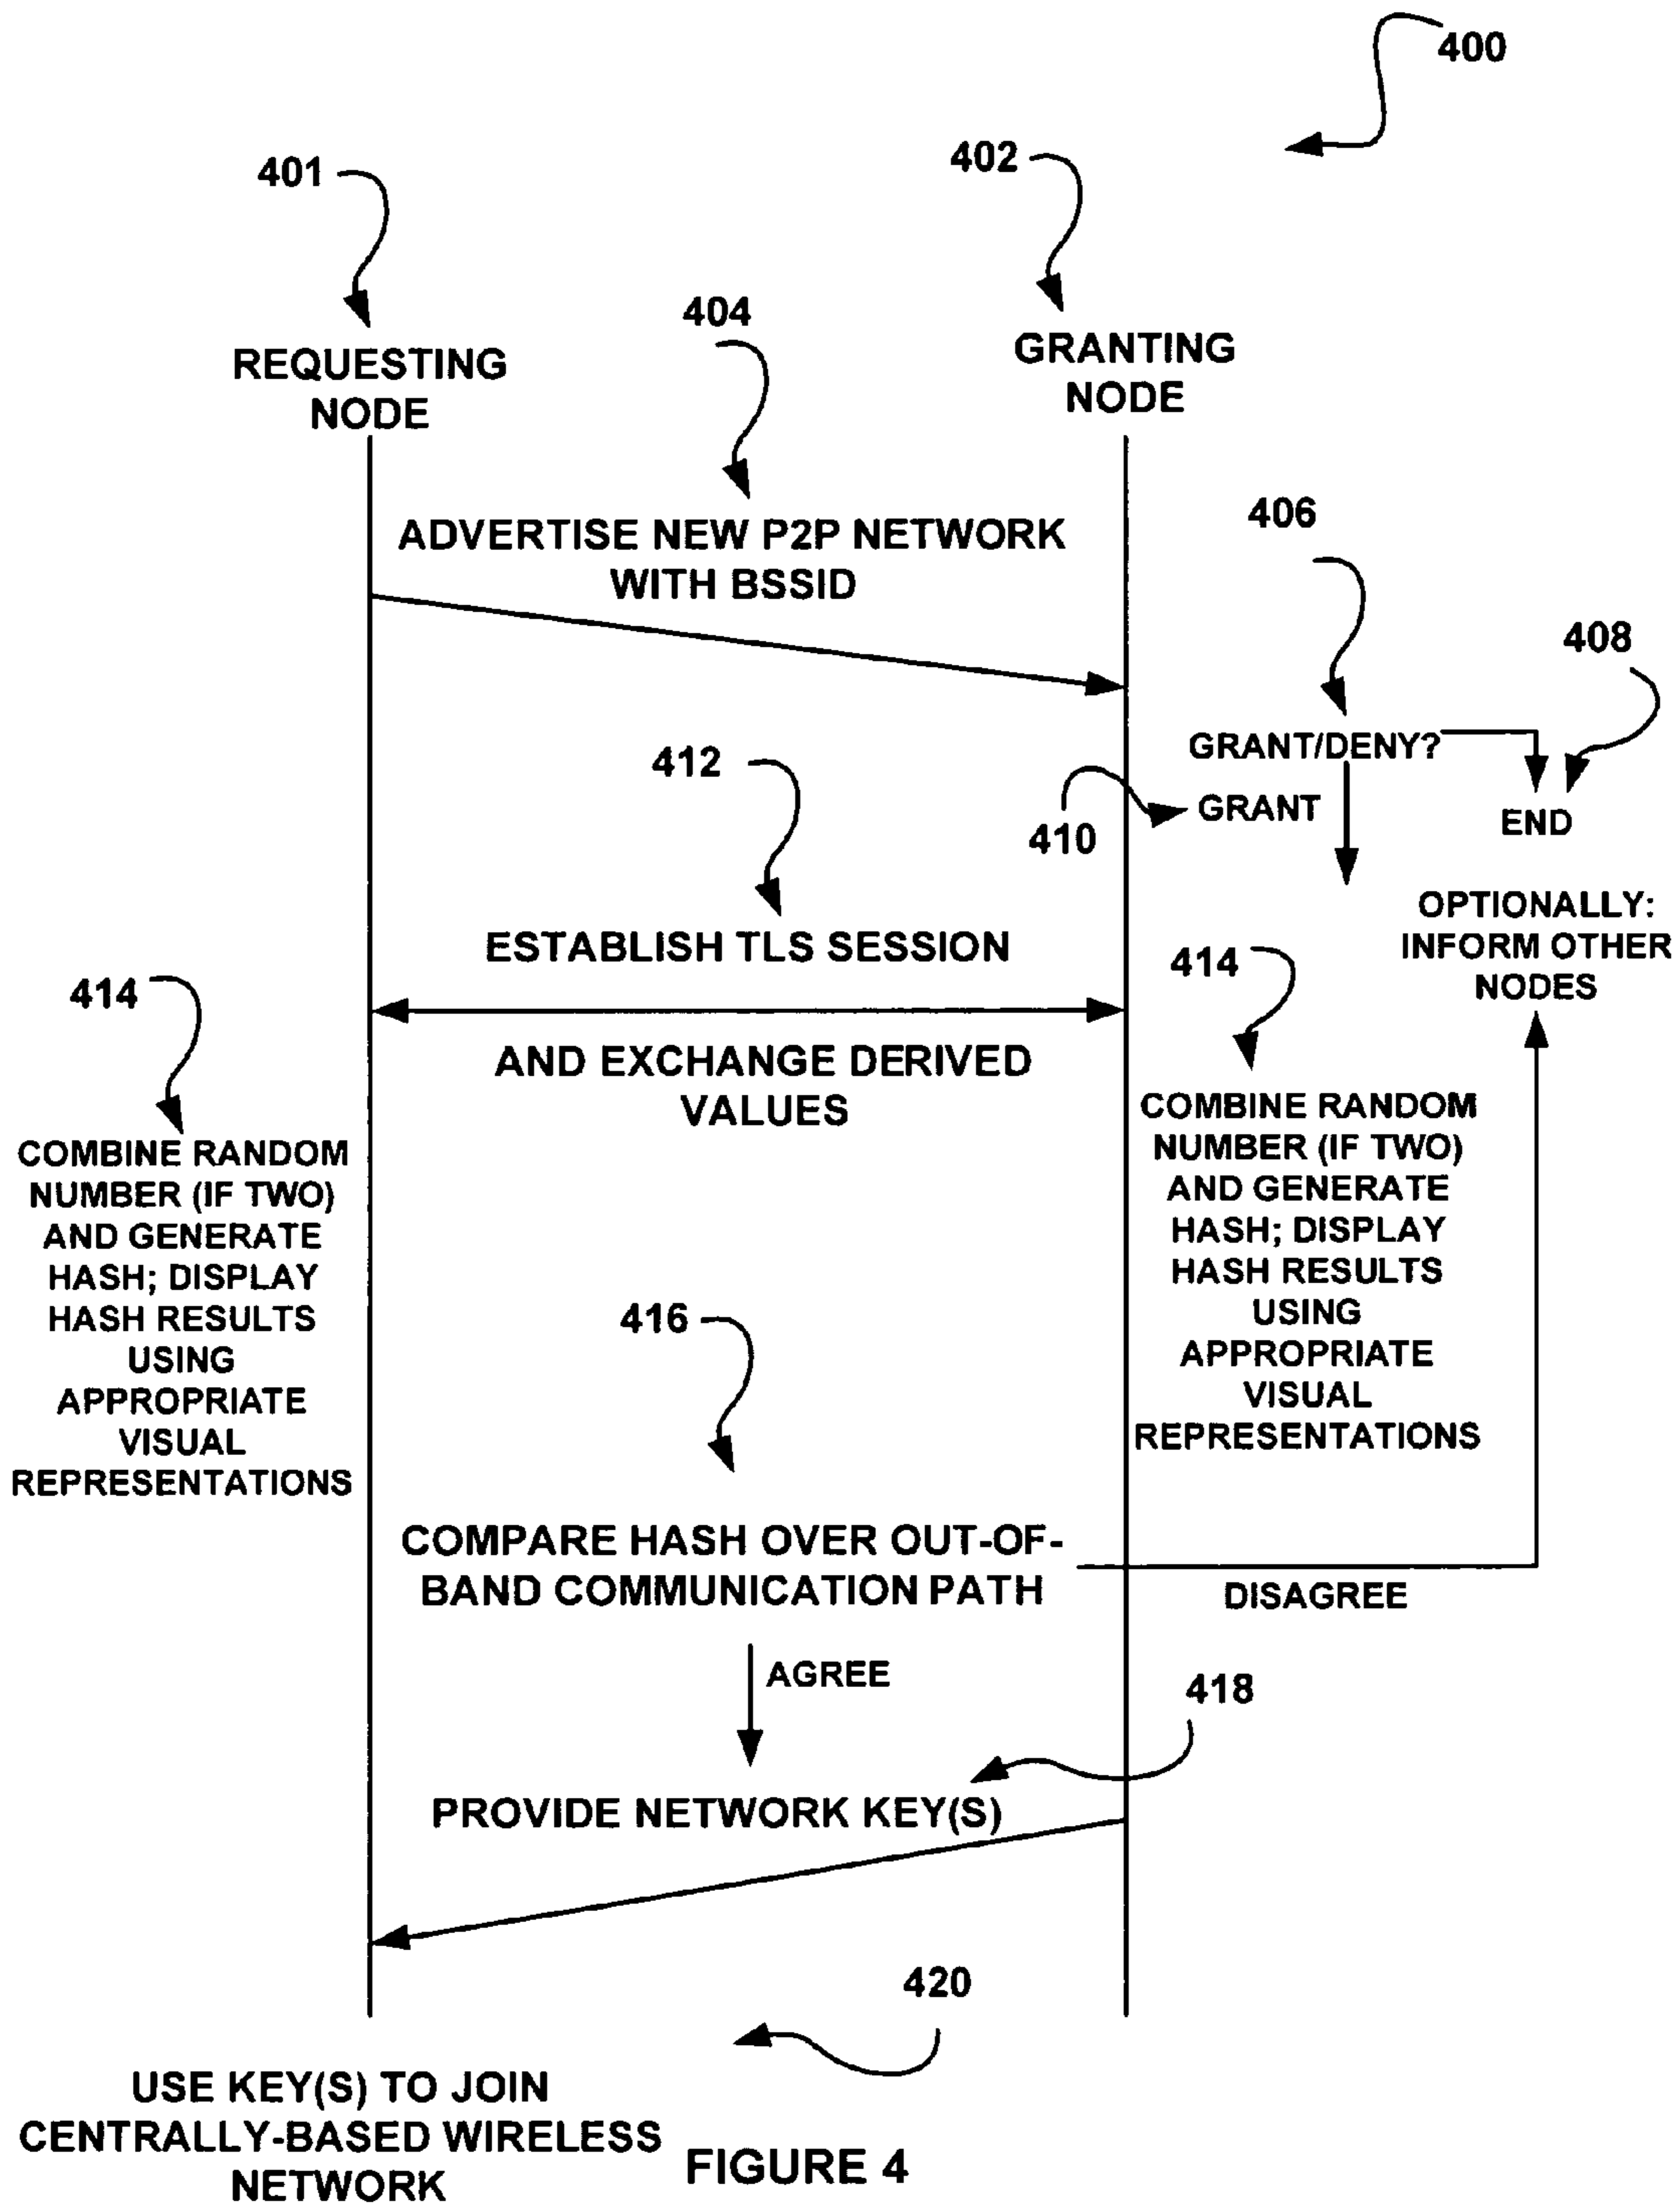 400
401
402
404
REQUESTING
NODE
GRANTING
NODE
ADVERTISE NEW P2P NETWORK
WITH BSSID
406
408
GRANT/DENY?
412
410
GRANT
END
ESTABLISH TLS SESSION
OPTIONALLY:
INFORM OTHER
NODES
414
414
AND EXCHANGE DERIVED
VALUES
COMBINE RANDOM
NUMBER (IF TWO)
AND GENERATE
HASH; DISPLAY
HASH RESULTS
USING
APPROPRIATE
VISUAL
REPRESENTATIONS
COMBINE RANDOM
NUMBER (IF TWO)
AND GENERATE
HASH; DISPLAY
HASH RESULTS
USING
APPROPRIATE
VISUAL
REPRESENTATIONS
416
COMPARE HASH OVER OUT-OF-
BAND COMMUNICATION PATH
DISAGREE
AGREE
418
PROVIDE NETWORK KEY(S)
420
USE KEY(S) TO JOIN
CENTRALLY-BASED WIRELESS
NETWORK
FIGURE 4